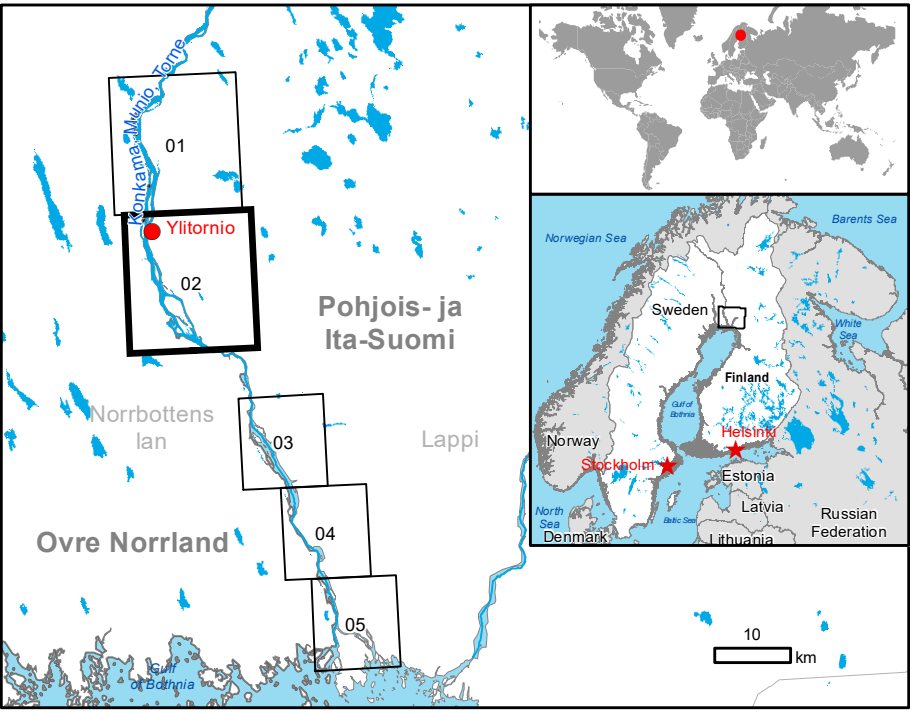 Konkama, Munio, Torne
01
Ylitornio
02
Pohjois- ja
Ita-Suomi
Norrbottens
lan
03
Lappi
04
Ovre Norrland
05
Gulf
of Bothnia
10
km
Norwegian Sea
Barents Sea
Sweden
White
Sea
Finland
Gulf of
Bothnia
Helsinki
Norway
Stockholm
Estonia
North
Sea
Baltic Sea
Latvia
Russian
Federation
Denmark
Lithuania